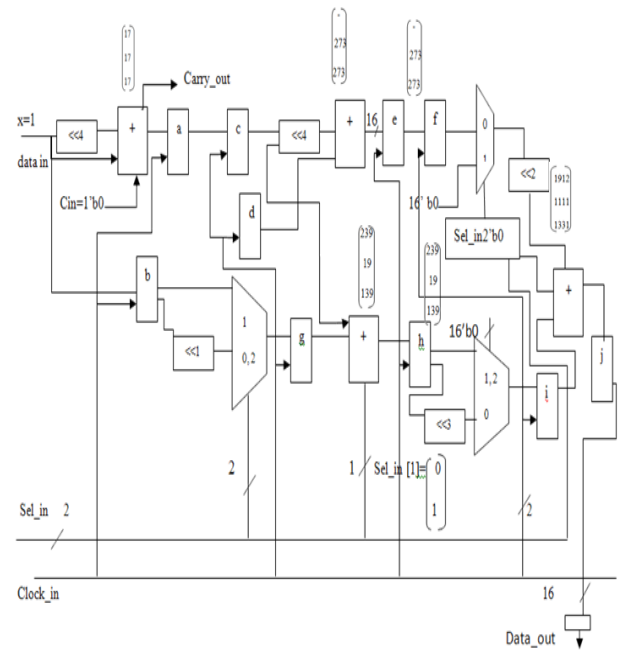 17
17
17
-
273
273
-
273
273
Carry_out
x=1
<<4
+
a
c
<<4
+
16
e
f
0
1
data in
<<2
1912
1111
1331
Cin=1'b0
16' b0
d
Sel_in2'b0
239
19
139
239
19
139
b
+
1
0, 2
<<1
g
+
h
16'b0
j
1, 2
0
i
<<3
2
1
Sel_in [1]=
0
1
2
Sel_in 2
Clock_in
16
Data_out